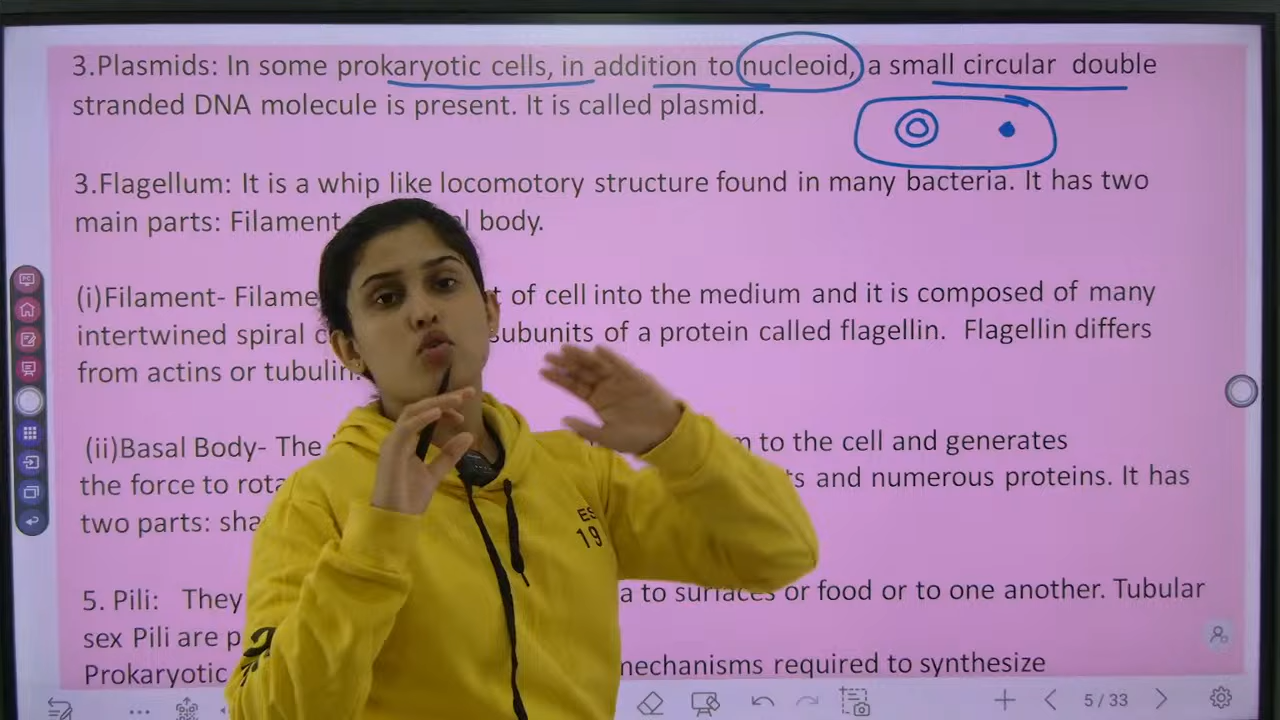 3.Plasmids: In some prokaryotic cells, in addition to nucleoid, a small circular double
stranded DNA molecule is present. It is called plasmid.
3.Flagellum: It is a whip like locomotory structure found in many bacteria. It has two
main parts: Filament body.
(i)Filament- of cell into the medium and it is composed of many
intertwined spiral subunits of a protein called flagellin. Flagellin differs
from actins or tubulin.
(ii)Basal Body- The to the cell and generates
the force to and numerous proteins. It has
two parts:
5. Pili: They to surfaces or food or to one another. Tubular
sex Pili are
Prokaryotic mechanisms required to synthesize
ES
19
5 / 33